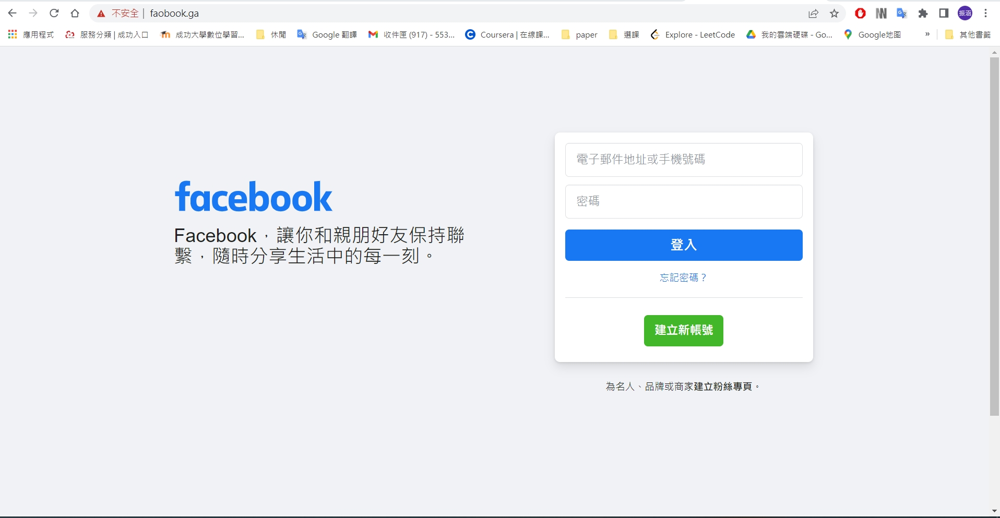 不安全 | faobook.ga
應用程式 服務分類 | 成功入口 成功大學數位學習... 休閒 Google 翻譯 收件匣 (917) - 553... Coursera | 在線課... paper 選課 Explore - LeetCode 我的雲端硬碟 - Go... Google地图 » 其他書籤
振涵
facebook
Facebook，讓你和親朋好友保持聯
繫，隨時分享生活中的每一刻。
電子郵件地址或手機號碼
密碼
登入
忘記密碼？
建立新帳號
為名人、品牌或商家建立粉絲專頁。